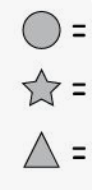 =
=
=